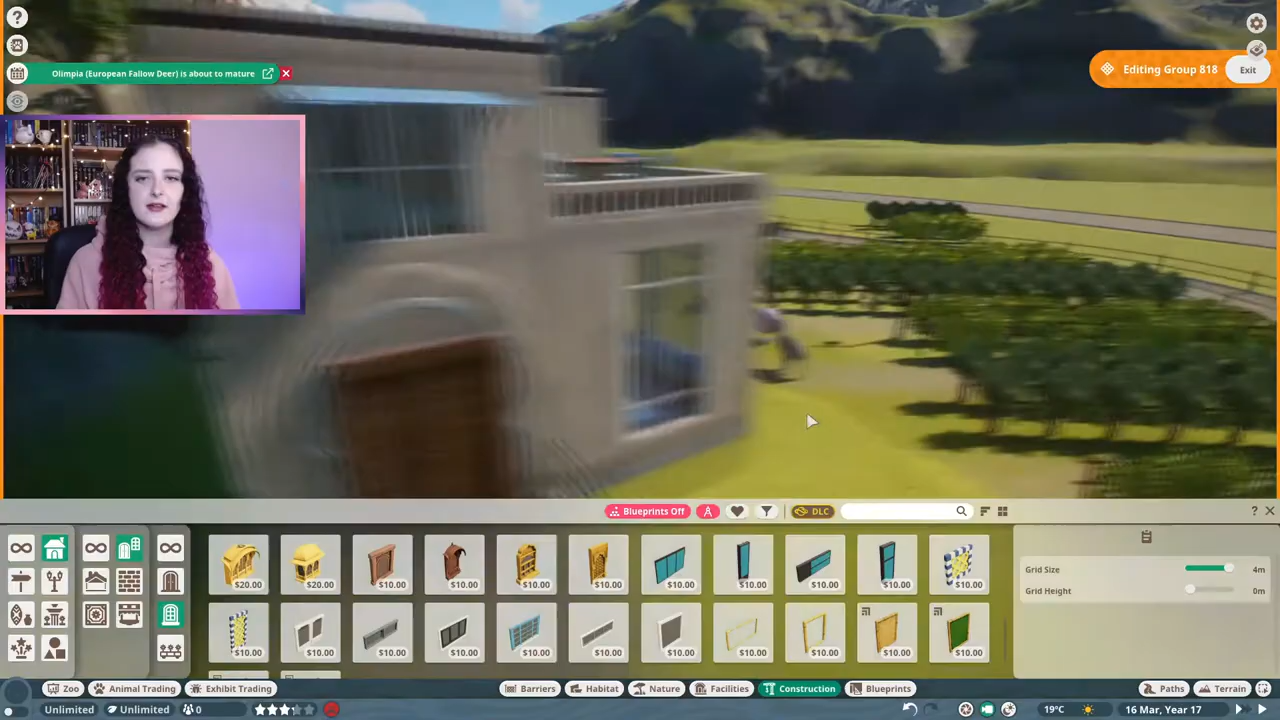 ?
Olimpia (European Fallow Deer) is about to mature
Editing Group 818
Exit
Blueprints Off
DLC
?
$20.00 $20.00 $10.00 $10.00 $10.00 $10.00 $10.00 $10.00 $10.00 $10.00 $10.00
$10.00 $10.00 $10.00 $10.00 $10.00 $10.00 $10.00 $10.00 $10.00 $10.00 $10.00
Grid Size 4m
Grid Height 0m
Zoo Animal Trading Exhibit Trading Barriers Habitat Nature Facilities Construction Blueprints Paths Terrain
Unlimited Unlimited 0 19°C 16 Mar, Year 17